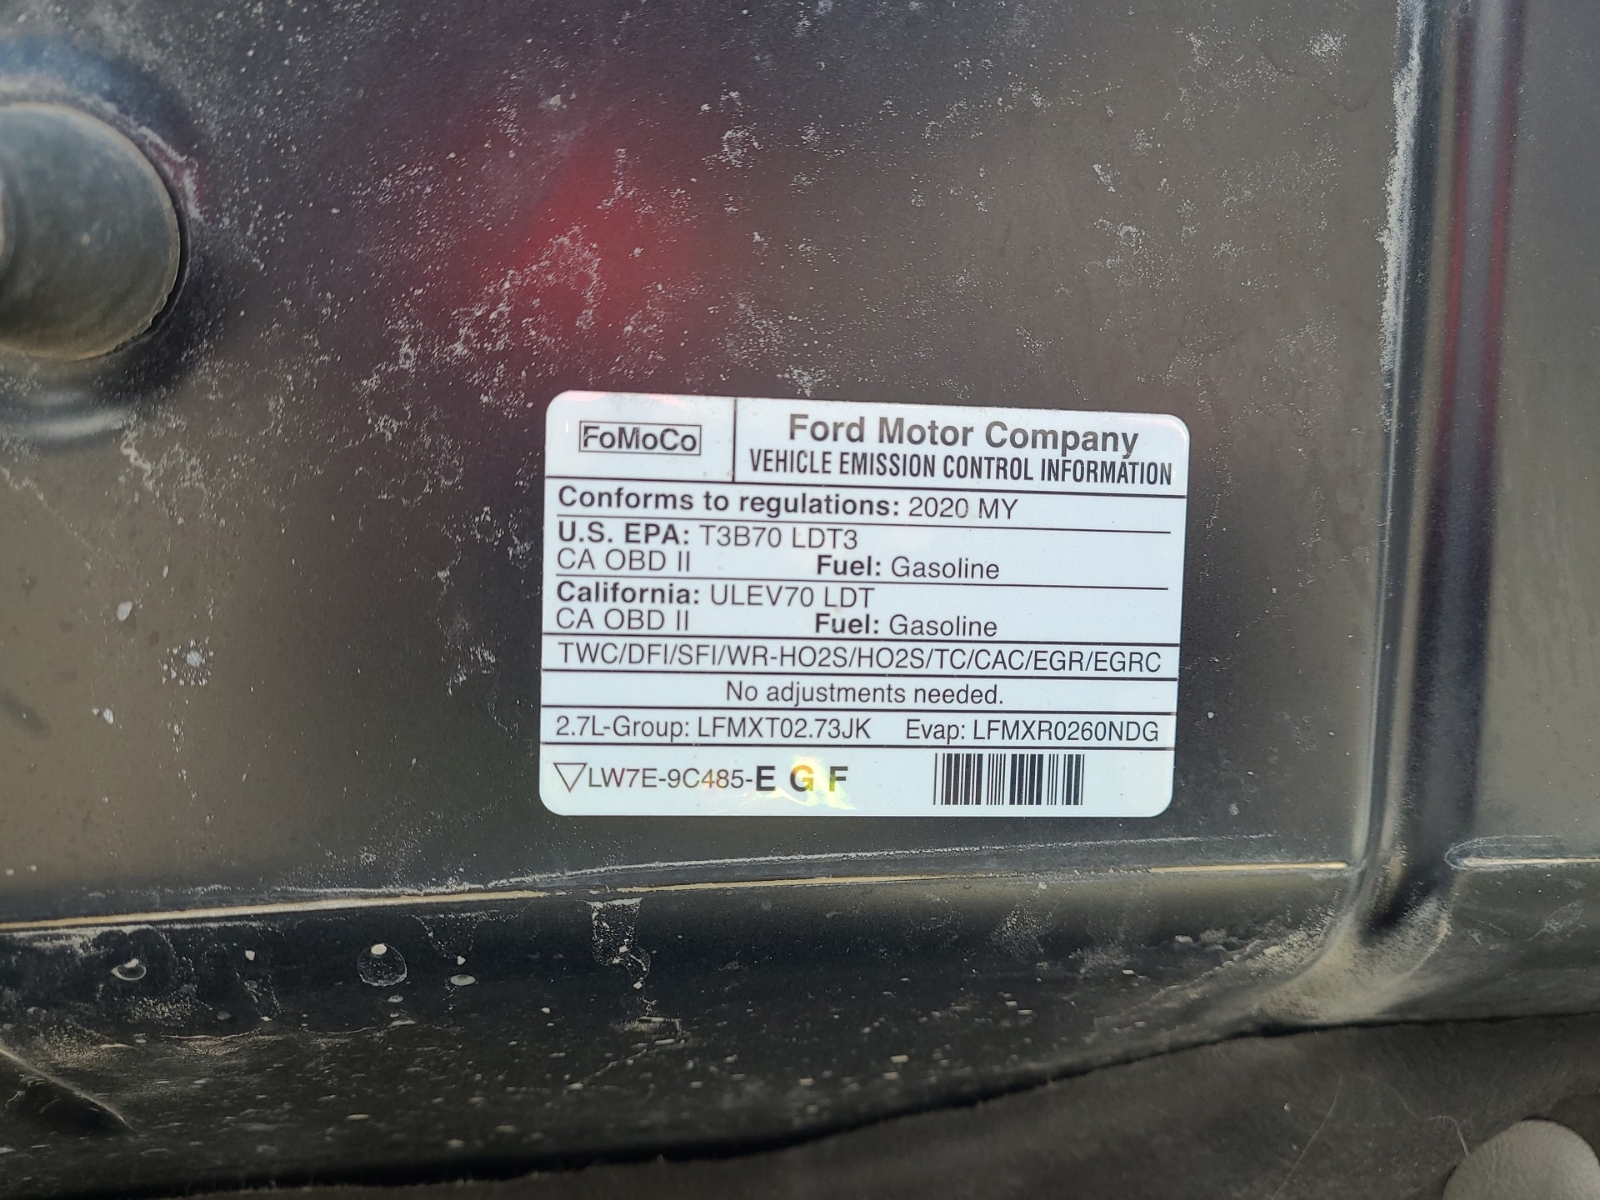 FoMoCo
Ford Motor Company
VEHICLE EMISSION CONTROL INFORMATION
Conforms to regulations: 2020 MY
U.S. EPA: T3B70 LDT3
CA OBD II Fuel: Gasoline
California: ULEV70 LDT
CA OBD II Fuel: Gasoline
TWC/DFI/SFI/WR-HO2S/HO2S/TC/CAC/EGR/EGRC
No adjustments needed.
2.7L-Group: LFMXT02.73JK Evap: LFMXR0260NDG
▽LW7E-9C485-E G F